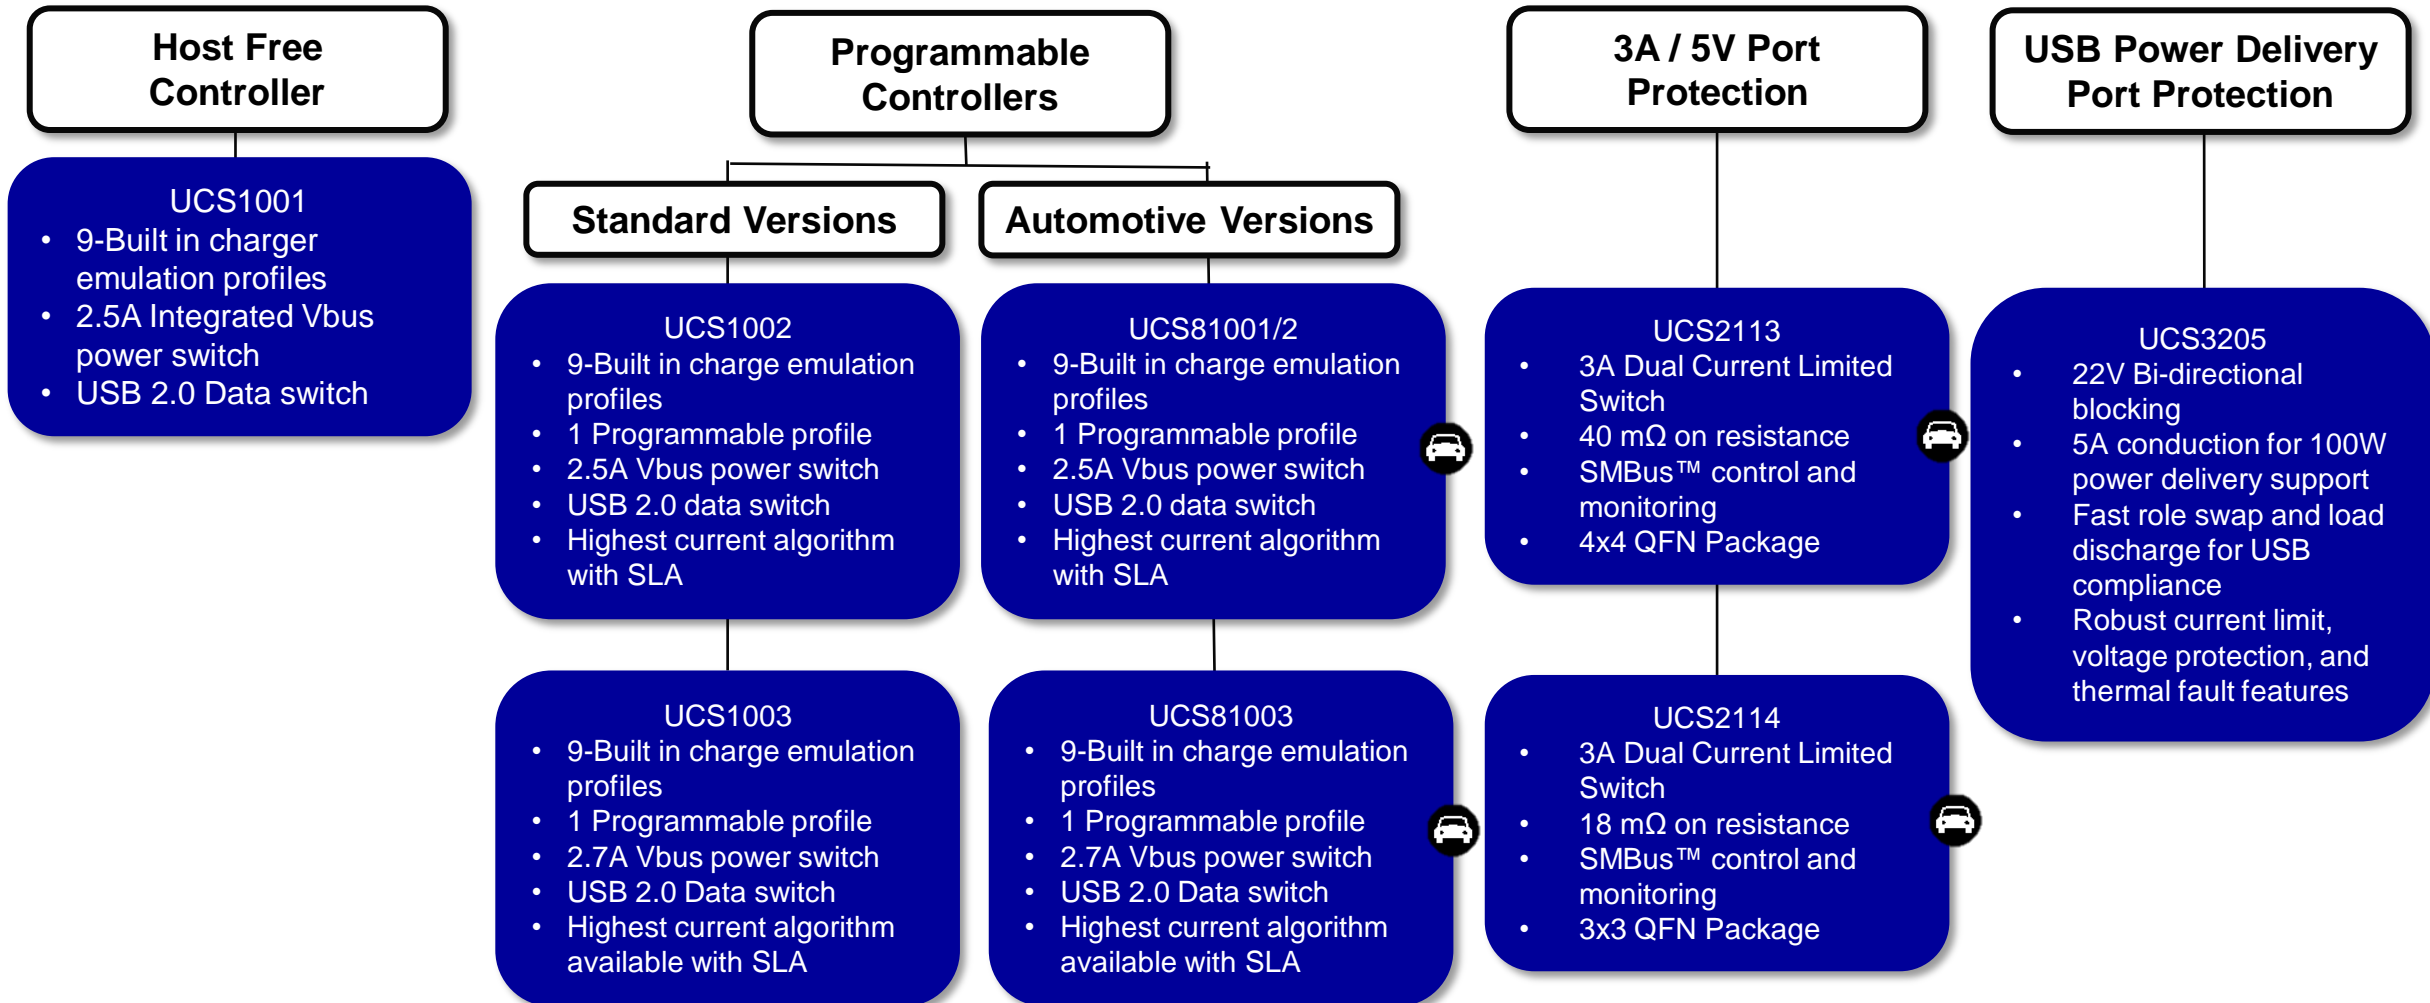 Host Free
Controller
UCS1001
• 9-Built in charger
emulation profiles
• 2.5A Integrated Vbus
power switch
• USB 2.0 Data switch
Programmable
Controllers
Standard Versions
UCS1002
• 9-Built in charge emulation
profiles
• 1 Programmable profile
• 2.5A Vbus power switch
• USB 2.0 data switch
• Highest current algorithm
with SLA
UCS1003
• 9-Built in charge emulation
profiles
• 1 Programmable profile
• 2.7A Vbus power switch
• USB 2.0 Data switch
• Highest current algorithm
available with SLA
Automotive Versions
UCS81001/2
• 9-Built in charge emulation
profiles
• 1 Programmable profile
• 2.5A Vbus power switch
• USB 2.0 data switch
• Highest current algorithm
with SLA
UCS81003
• 9-Built in charge emulation
profiles
• 1 Programmable profile
• 2.7A Vbus power switch
• USB 2.0 Data switch
• Highest current algorithm
available with SLA
3A / 5V Port
Protection
UCS2113
• 3A Dual Current Limited
Switch
• 40 mΩ on resistance
• SMBus™ control and
monitoring
• 4x4 QFN Package
UCS2114
• 3A Dual Current Limited
Switch
• 18 mΩ on resistance
• SMBus™ control and
monitoring
• 3x3 QFN Package
USB Power Delivery
Port Protection
UCS3205
• 22V Bi-directional
blocking
• 5A conduction for 100W
power delivery support
• Fast role swap and load
discharge for USB
compliance
• Robust current limit,
voltage protection, and
thermal fault features